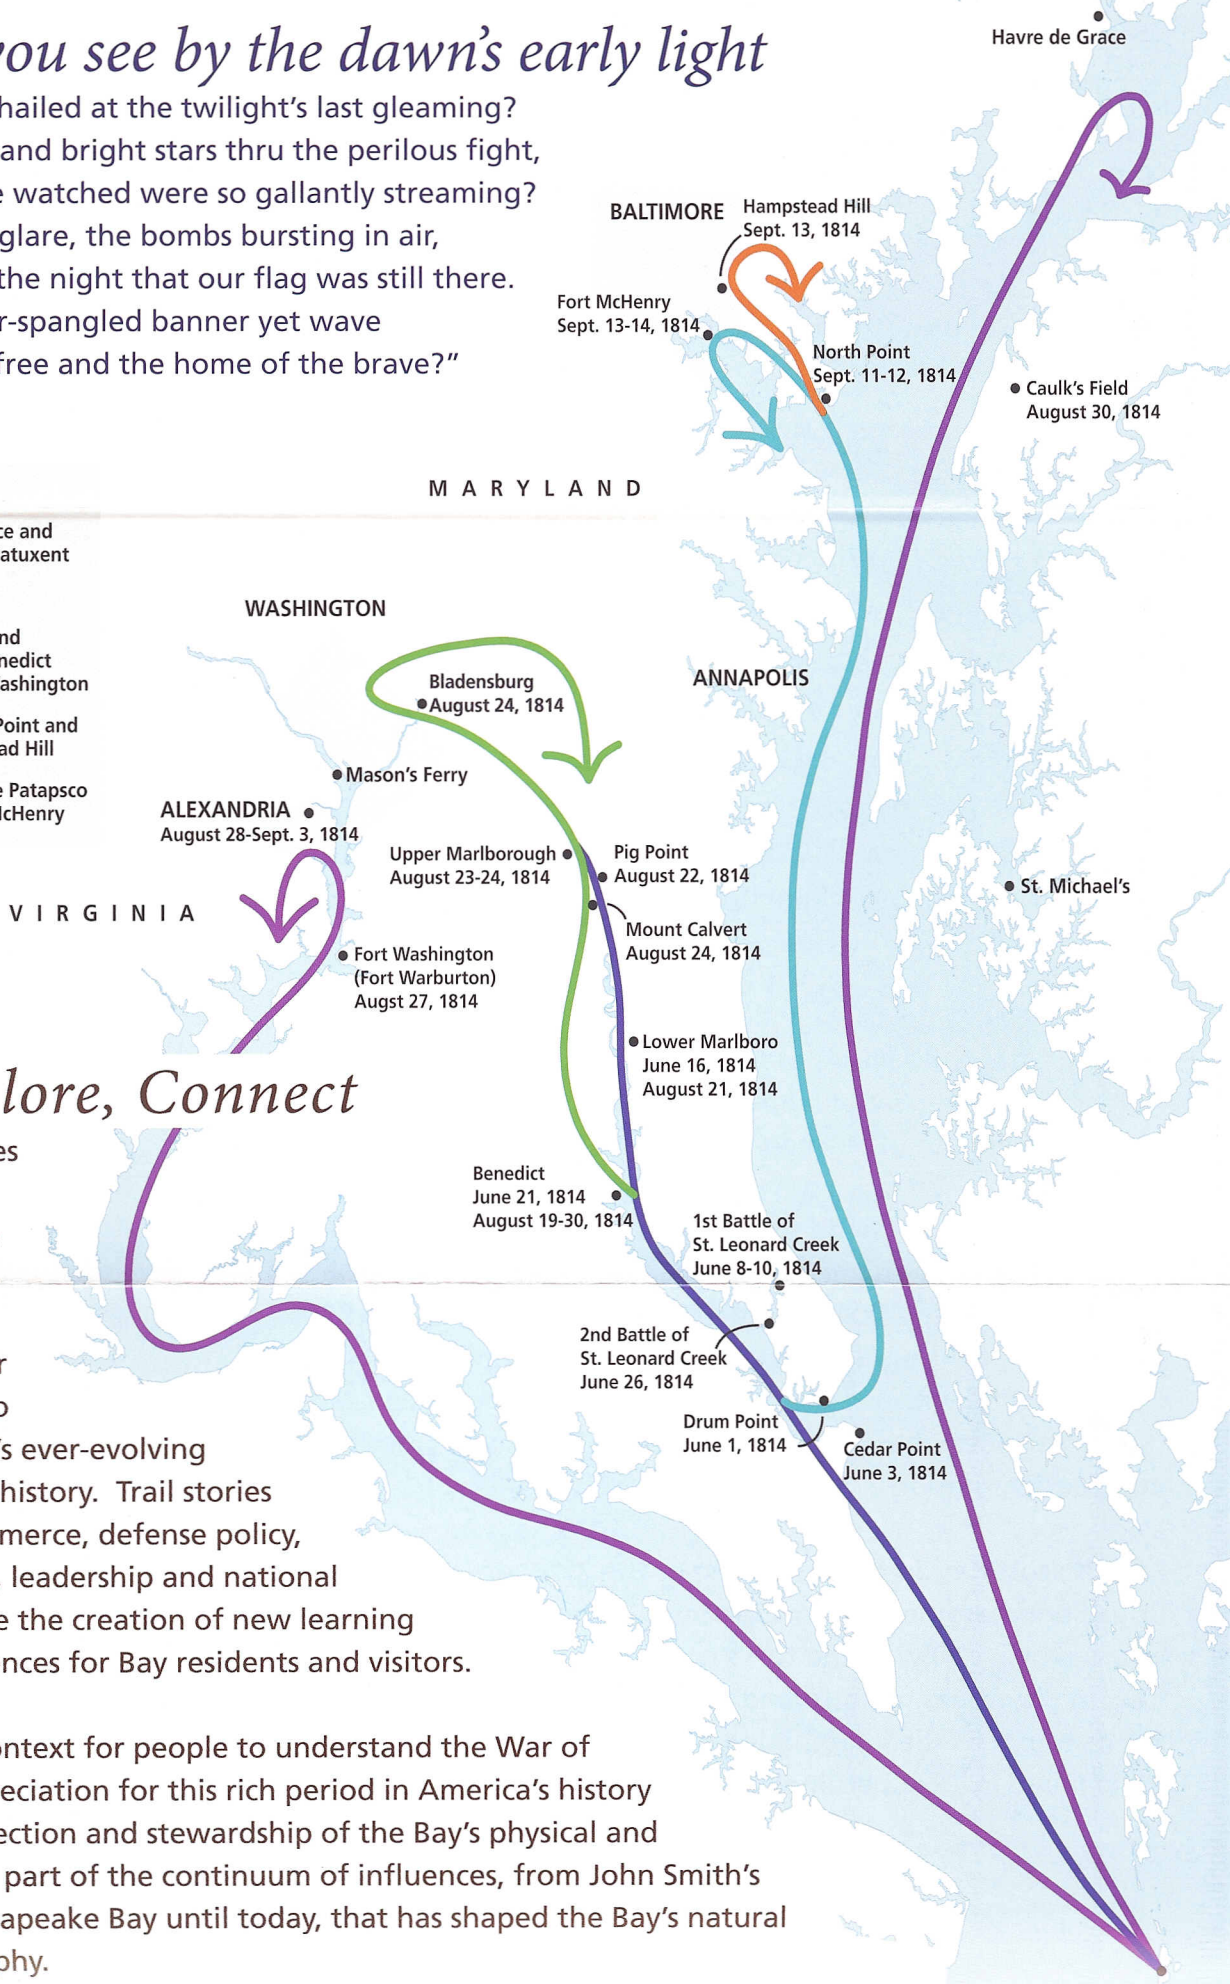 you see by the dawn's early light
hailed at the twilight's last gleaming?
and bright stars thru the perilous fight,
watched were so gallantly streaming?
glare, the bombs bursting in air,
the night that our flag was still there.
r-spangled banner yet wave
free and the home of the brave?”
Havre de Grace
BALTIMORE
Hampstead Hill
Sept. 13, 1814
Fort McHenry
Sept. 13-14, 1814
North Point
Sept. 11-12, 1814
Caulk's Field
August 30, 1814
MARYLAND
ce and
atuxent
nd
nedict
ashington
Point and
ad Hill
e Patapsco
McHenry
WASHINGTON
Bladensburg
August 24, 1814
ANNAPOLIS
Mason's Ferry
ALEXANDRIA
August 28-Sept. 3, 1814
Upper Marlborough
August 23-24, 1814
Pig Point
August 22, 1814
St. Michael's
VIRGINIA
Mount Calvert
August 24, 1814
Fort Washington
(Fort Warburton)
Augst 27, 1814
Lower Marlboro
June 16, 1814
August 21, 1814
lore, Connect
es
Benedict
June 21, 1814
August 19-30, 1814
1st Battle of
St. Leonard Creek
June 8-10, 1814
2nd Battle of
St. Leonard Creek
June 26, 1814
Drum Point
June 1, 1814
Cedar Point
June 3, 1814
r
o
's ever-evolving
history. Trail stories
merce, defense policy,
leadership and national
e the creation of new learning
nces for Bay residents and visitors.
ontext for people to understand the War of
eciation for this rich period in America's history
ection and stewardship of the Bay's physical and
part of the continuum of influences, from John Smith's
apeake Bay until today, that has shaped the Bay's natural
phy.